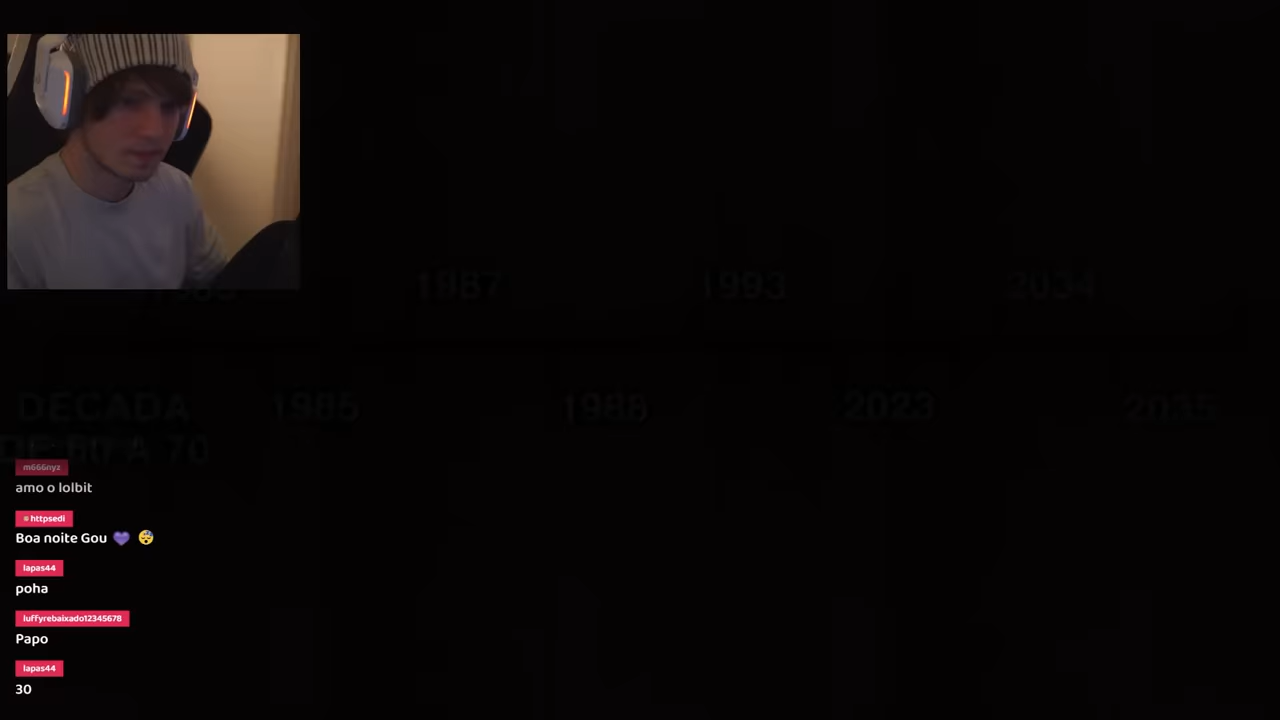 1987
1993
2034
DÉCADA
1985
1988
2023
2035
m666nyz
amo o lolbit
httpsedi
Boa noite Gou 💜 😴
lapas44
poha
luffyrebaixado12345678
Papo
lapas44
30